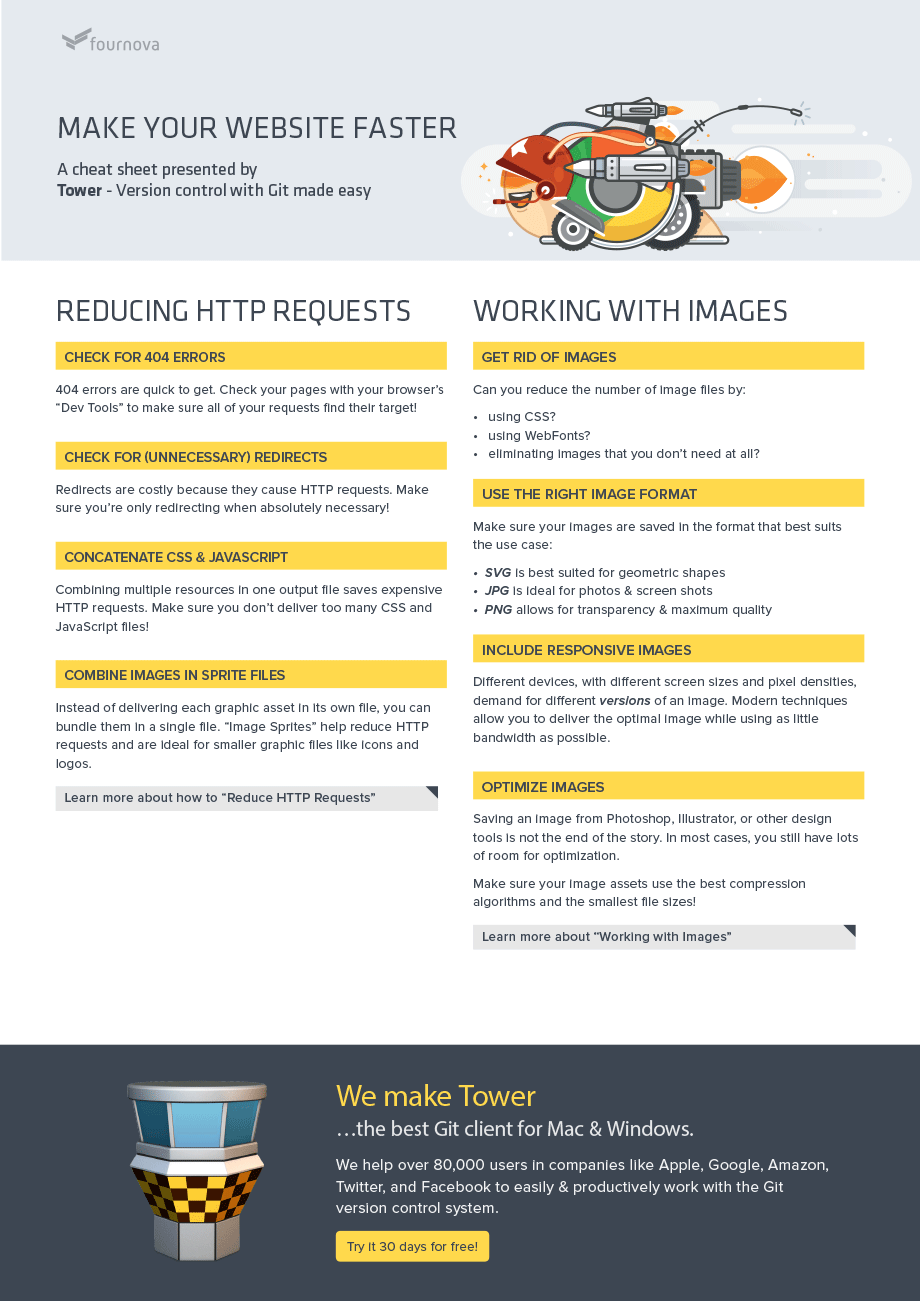 fournova
MAKE YOUR WEBSITE FASTER
A cheat sheet presented by
Tower - Version control with Git made easy
REDUCING HTTP REQUESTS
CHECK FOR 404 ERRORS
404 errors are quick to get. Check your pages with your browser’s
“Dev Tools” to make sure all of your requests find their target!
CHECK FOR (UNNECESSARY) REDIRECTS
Redirects are costly because they cause HTTP requests. Make
sure you’re only redirecting when absolutely necessary!
CONCATENATE CSS & JAVASCRIPT
Combining multiple resources in one output file saves expensive
HTTP requests. Make sure you don’t deliver too many CSS and
JavaScript files!
COMBINE IMAGES IN SPRITE FILES
Instead of delivering each graphic asset in its own file, you can
bundle them in a single file. “Image Sprites” help reduce HTTP
requests and are ideal for smaller graphic files like icons and
logos.
Learn more about how to “Reduce HTTP Requests”
WORKING WITH IMAGES
GET RID OF IMAGES
Can you reduce the number of image files by:
• using CSS?
• using WebFonts?
• eliminating images that you don’t need at all?
USE THE RIGHT IMAGE FORMAT
Make sure your images are saved in the format that best suits
the use case:
• SVG is best suited for geometric shapes
• JPG is ideal for photos & screen shots
• PNG allows for transparency & maximum quality
INCLUDE RESPONSIVE IMAGES
Different devices, with different screen sizes and pixel densities,
demand for different versions of an image. Modern techniques
allow you to deliver the optimal image while using as little
bandwidth as possible.
OPTIMIZE IMAGES
Saving an image from Photoshop, Illustrator, or other design
tools is not the end of the story. In most cases, you still have lots
of room for optimization.
Make sure your image assets use the best compression
algorithms and the smallest file sizes!
Learn more about “Working with Images”
We make Tower
…the best Git client for Mac & Windows.
We help over 80,000 users in companies like Apple, Google, Amazon,
Twitter, and Facebook to easily & productively work with the Git
version control system.
Try it 30 days for free!